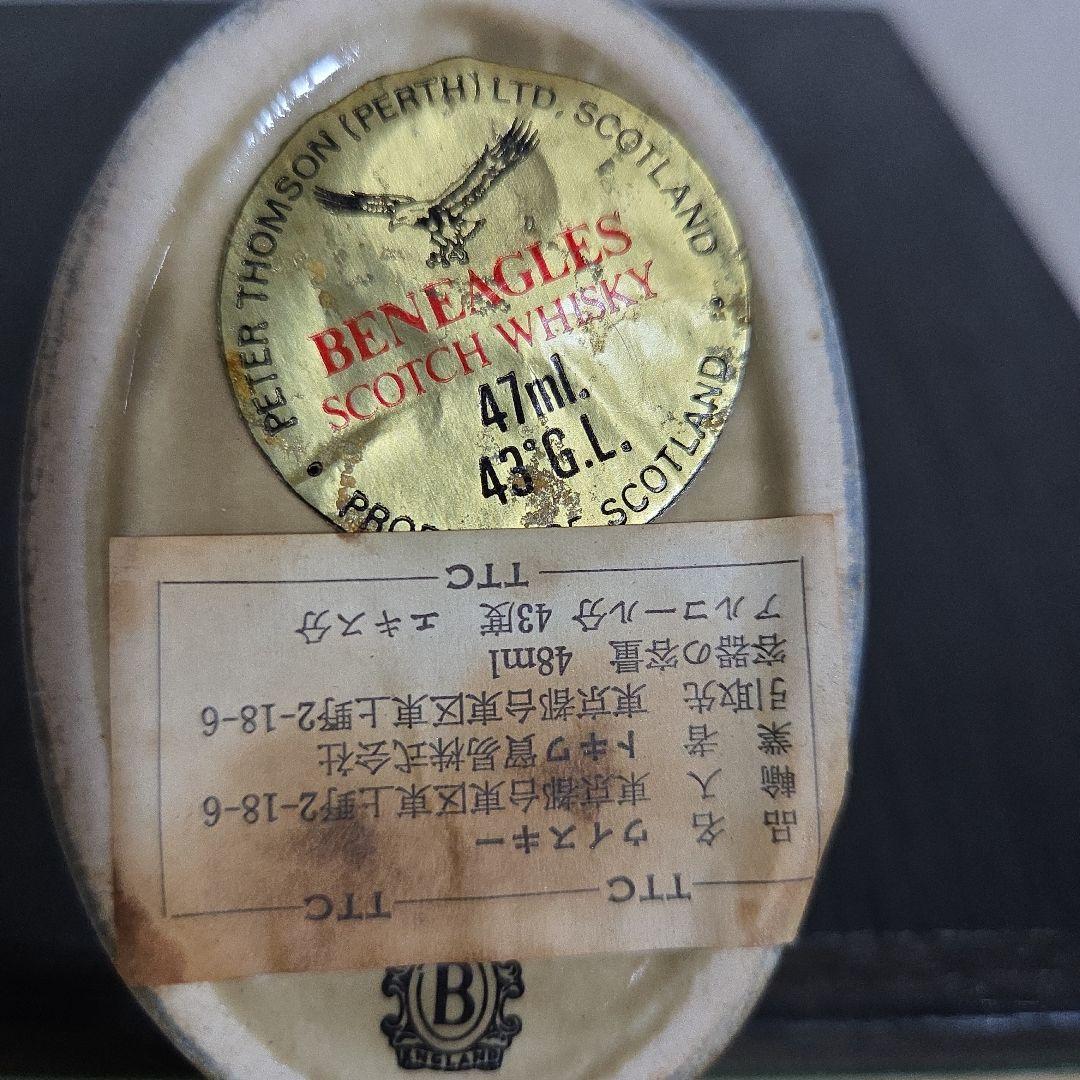 PETER THOMSON (PERTH) LTD, SCOTLAND
BENEAGLES
SCOTCH WHISKY
47ml.
43°G.L.
SCOTLAND
TTC TTC
品名 ウイスキー
輸入 東京都台東区東上野2-18-6
業者 トキワ貿易株式会社
引取先 東京都台東区東上野2-18-6
容器の容量 48ml
アルコール分 43度 エキス分
TTC
B
ENGLAND